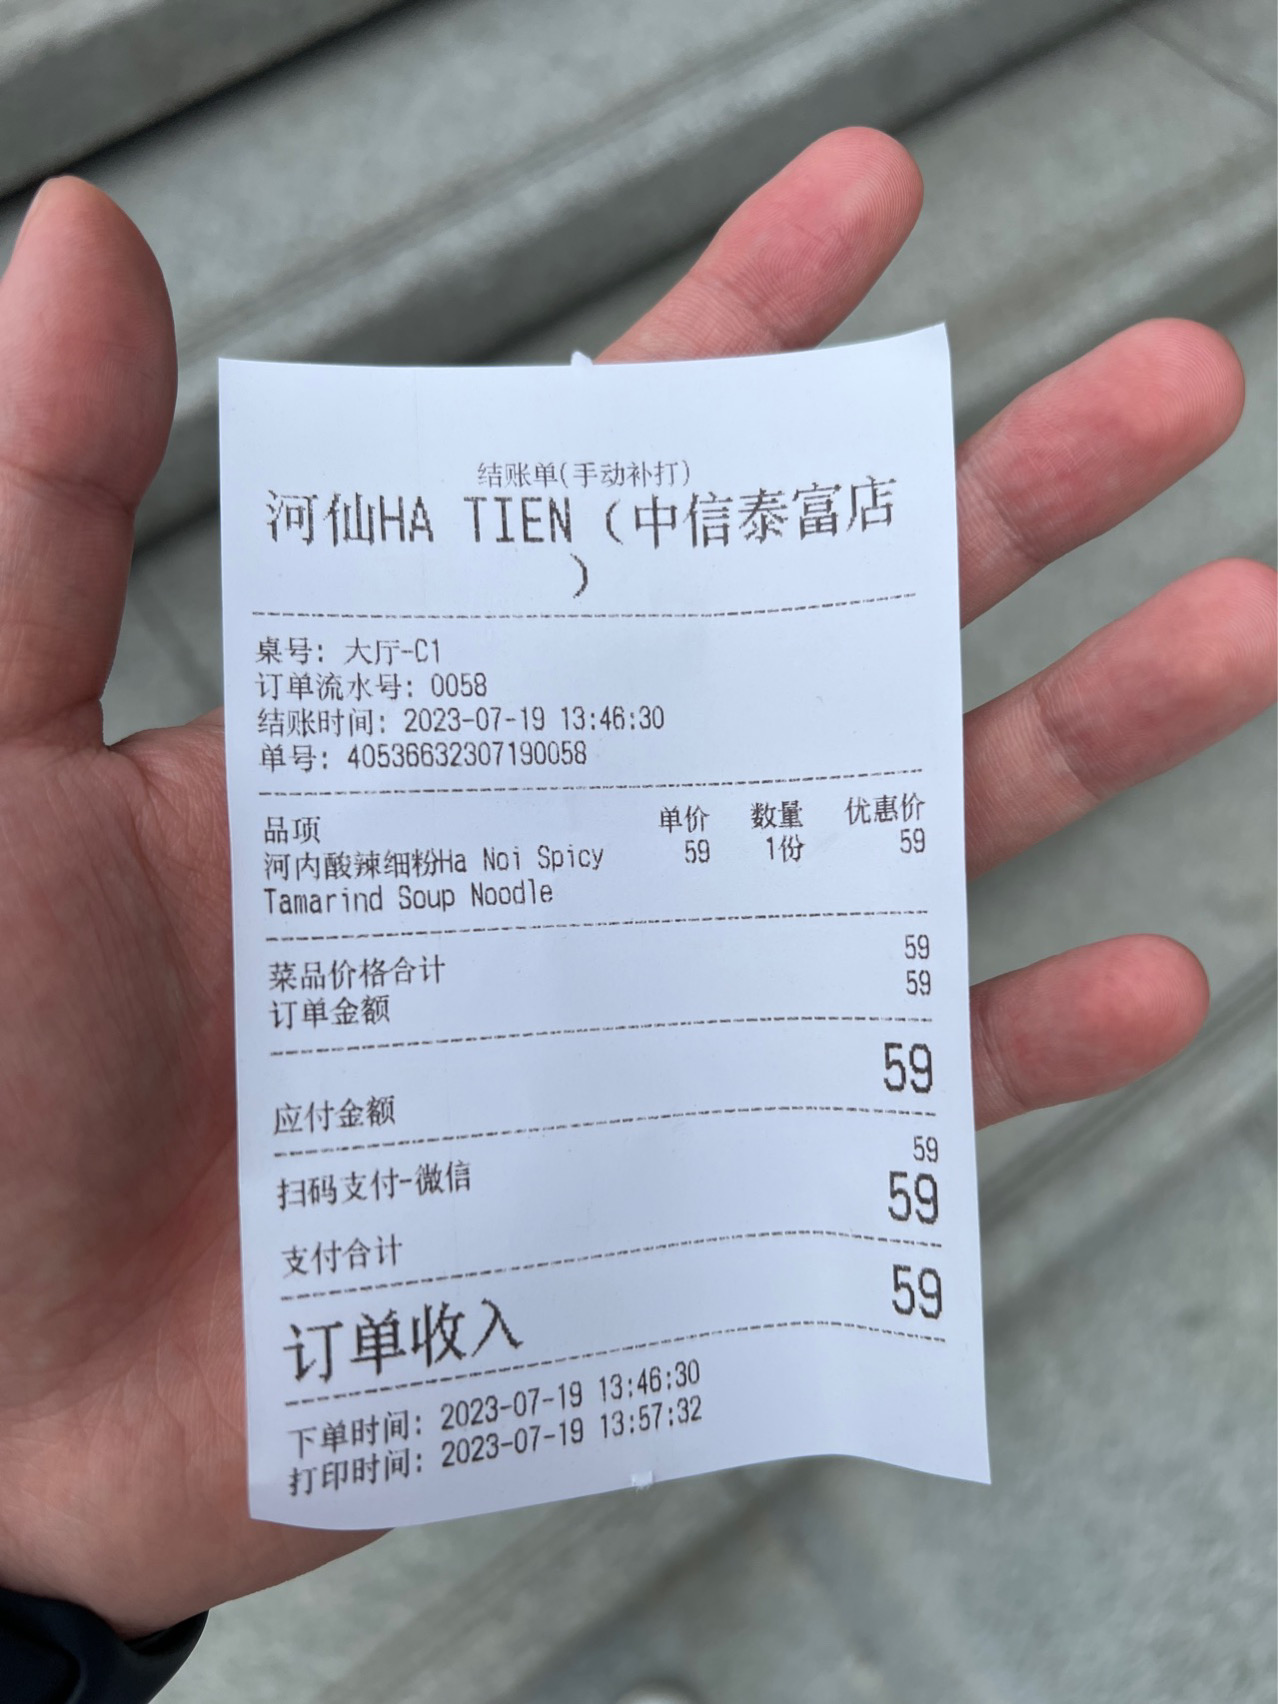 结账单(手动补打)
河仙HA TIEN (中信泰富店
)
桌号: 大厅-C1
订单流水号: 0058
结账时间: 2023-07-19 13:46:30
单号: 40536632307190058
品项 单价 数量 优惠价
河内酸辣细粉Ha Noi Spicy 59 1份 59
Tamarind Soup Noodle
菜品价格合计 59
订单金额 59
应付金额 59
扫码支付-微信 59
支付合计 59
订单收入 59
下单时间: 2023-07-19 13:46:30
打印时间: 2023-07-19 13:57:32